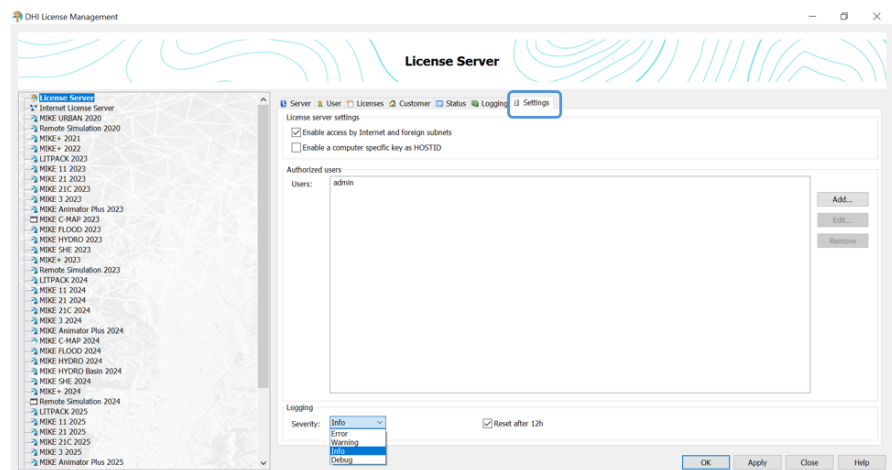 DHI License Management
License Server
License Server
Internet License Server
MIKE URBAN 2020
Remote Simulation 2020
MIKE+ 2021
MIKE+ 2022
LITPACK 2023
MIKE 11 2023
MIKE 21 2023
MIKE 21C 2023
MIKE 3 2023
MIKE Animator Plus 2023
MIKE C-MAP 2023
MIKE FLOOD 2023
MIKE HYDRO 2023
MIKE SHE 2023
MIKE+ 2023
Remote Simulation 2023
LITPACK 2024
MIKE 11 2024
MIKE 21 2024
MIKE 21C 2024
MIKE 3 2024
MIKE Animator Plus 2024
MIKE C-MAP 2024
MIKE FLOOD 2024
MIKE HYDRO 2024
MIKE HYDRO Basin 2024
MIKE SHE 2024
MIKE+ 2024
Remote Simulation 2024
LITPACK 2025
MIKE 11 2025
MIKE 21 2025
MIKE 21C 2025
MIKE 3 2025
MIKE Animator Plus 2025
Server User Licenses Customer Status Logging Settings
License server settings
Enable access by Internet and foreign subnets
Enable a computer specific key as HOSTID
Authorized users
Users: admin
Add...
Edit...
Remove
Logging
Severity: Info Reset after 12h
Error
Warning
Info
Debug
OK Apply Close Help